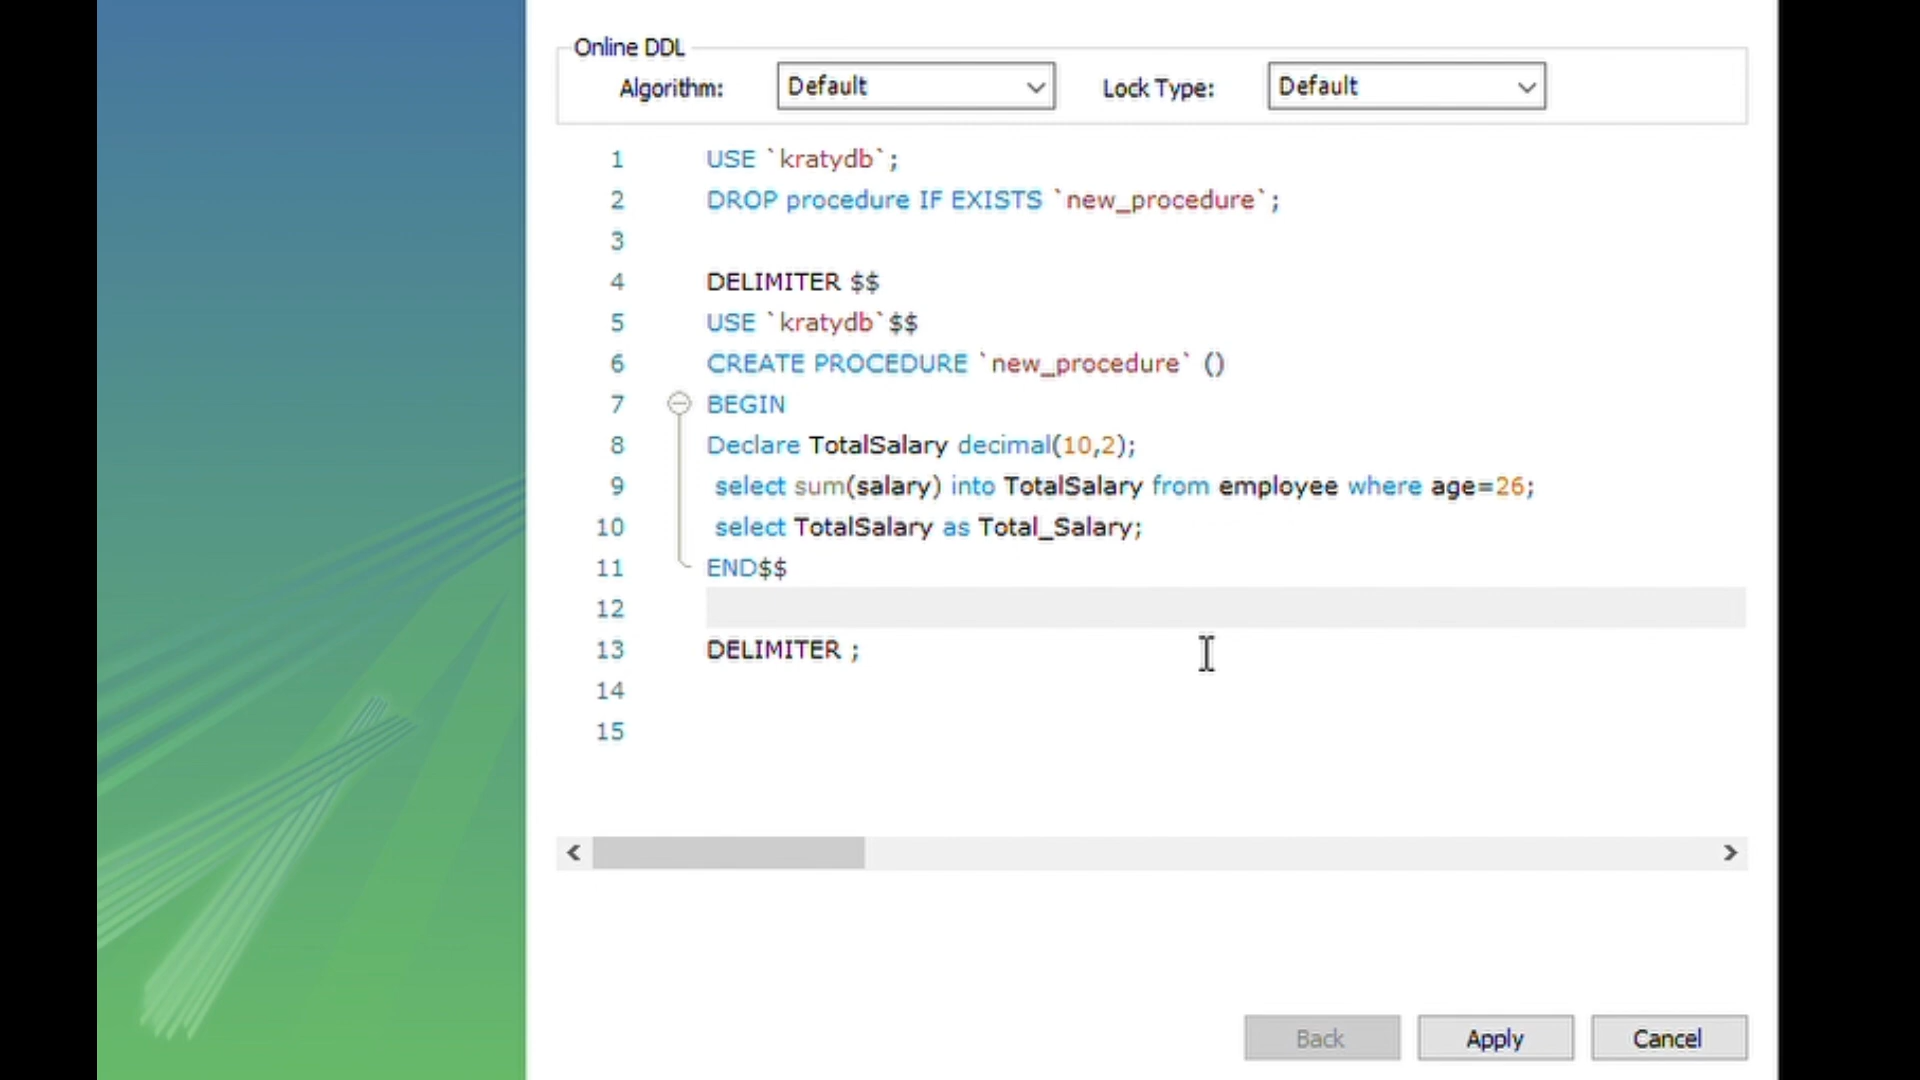 Online DDL
Algorithm: Default Lock Type: Default
1 USE `kratydb`;
2 DROP procedure IF EXISTS `new_procedure`;
3
4 DELIMITER $$
5 USE `kratydb`$$
6 CREATE PROCEDURE `new_procedure` ()
7 BEGIN
8 Declare TotalSalary decimal(10,2);
9 select sum(salary) into TotalSalary from employee where age=26;
10 select TotalSalary as Total_Salary;
11 END$$
12
13 DELIMITER ;
14
15
Back Apply Cancel